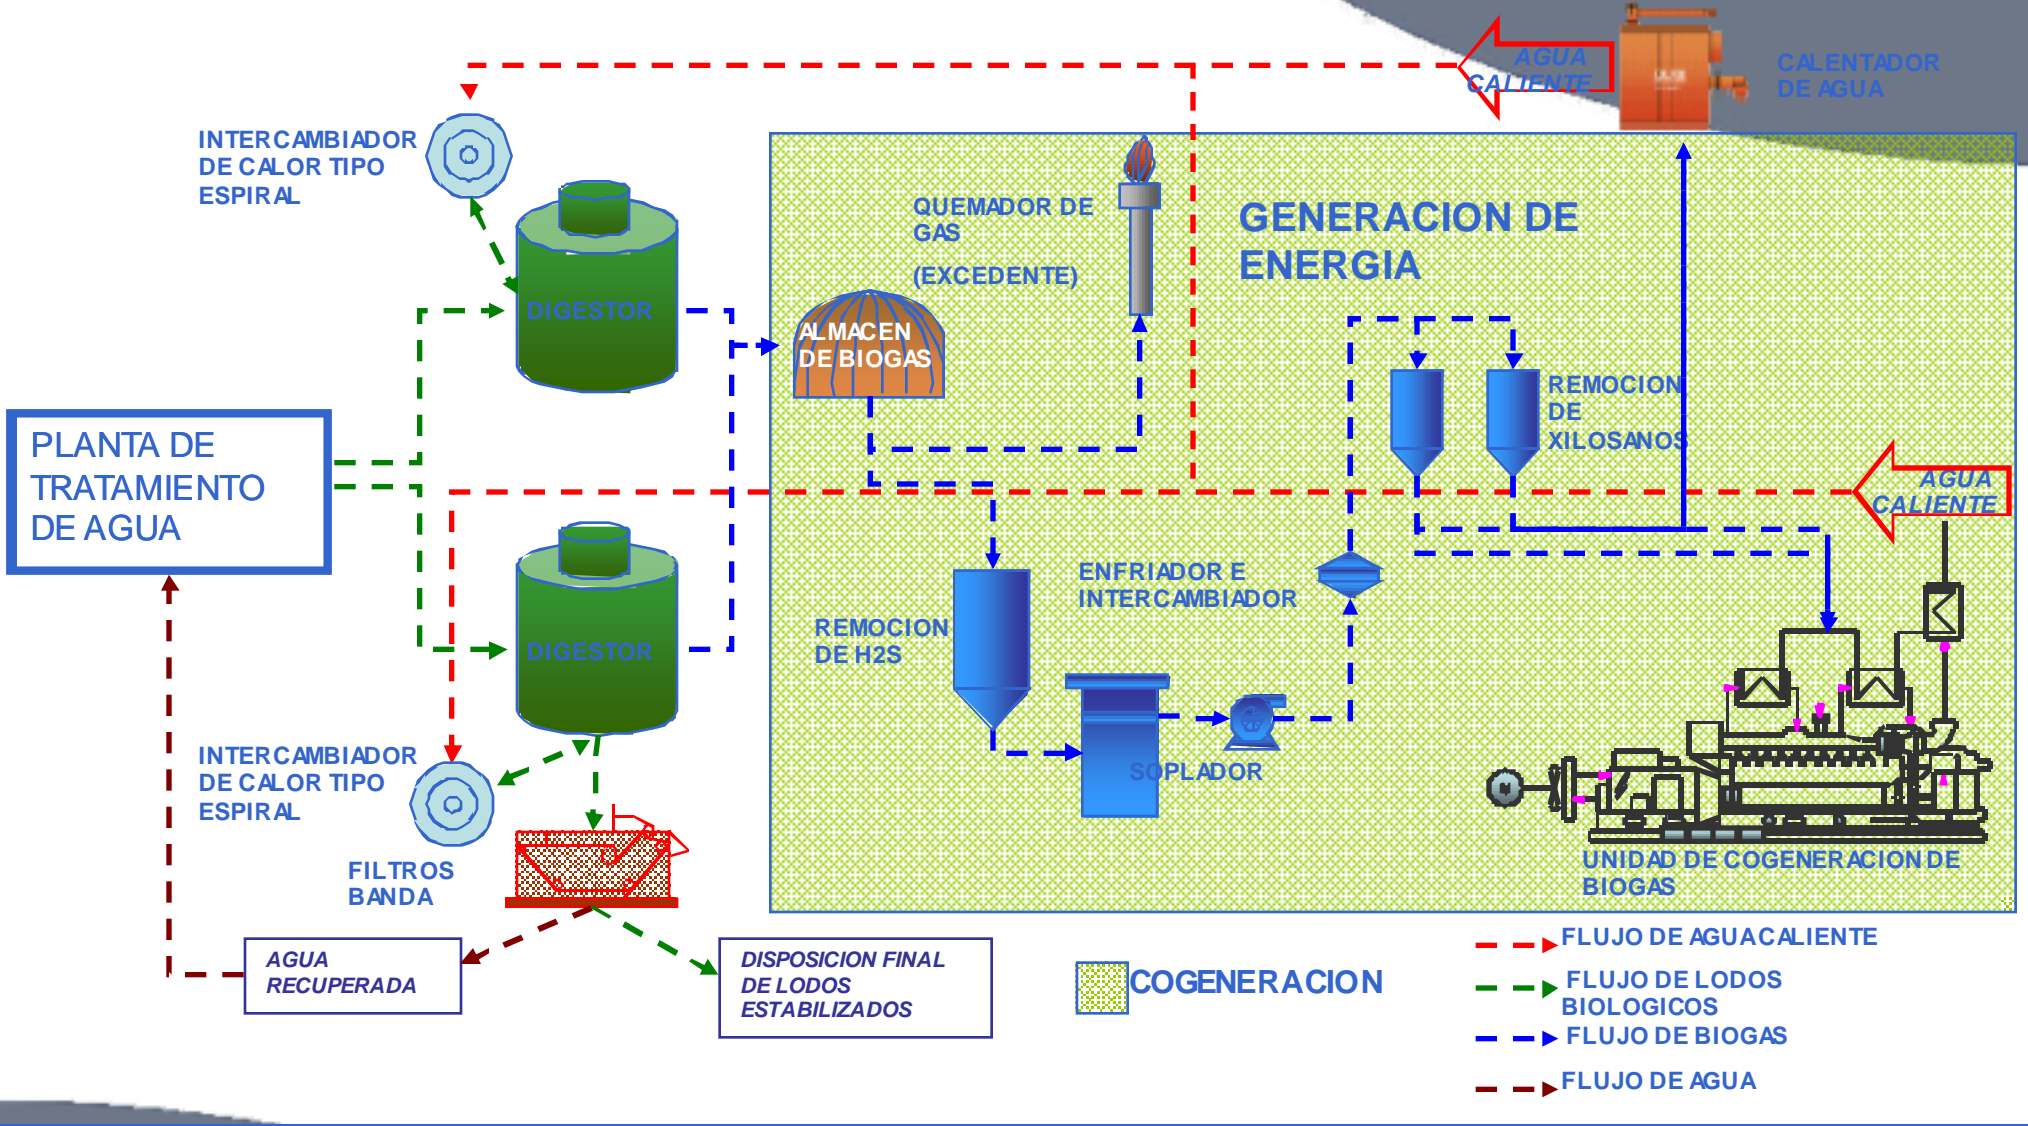 AGUA
CALIENTE
CALENTADOR
DE AGUA
INTERCAMBIADOR
DE CALOR TIPO
ESPIRAL
QUEMADOR DE
GAS
(EXCEDENTE)
GENERACION DE
ENERGIA
DIGESTOR
ALMACEN
DE BIOGAS
REMOCION
DE
XILOSANOS
PLANTA DE
TRATAMIENTO
DE AGUA
AGUA
CALIENTE
ENFRIADOR E
INTERCAMBIADOR
REMOCION
DE H2S
DIGESTOR
INTERCAMBIADOR
DE CALOR TIPO
ESPIRAL
SOPLADOR
FILTROS
BANDA
UNIDAD DE COGENERACION DE
BIOGAS
AGUA
RECUPERADA
DISPOSICION FINAL
DE LODOS
ESTABILIZADOS
COGENERACION
FLUJO DE AGUA CALIENTE
FLUJO DE LODOS
BIOLOGICOS
FLUJO DE BIOGAS
FLUJO DE AGUA